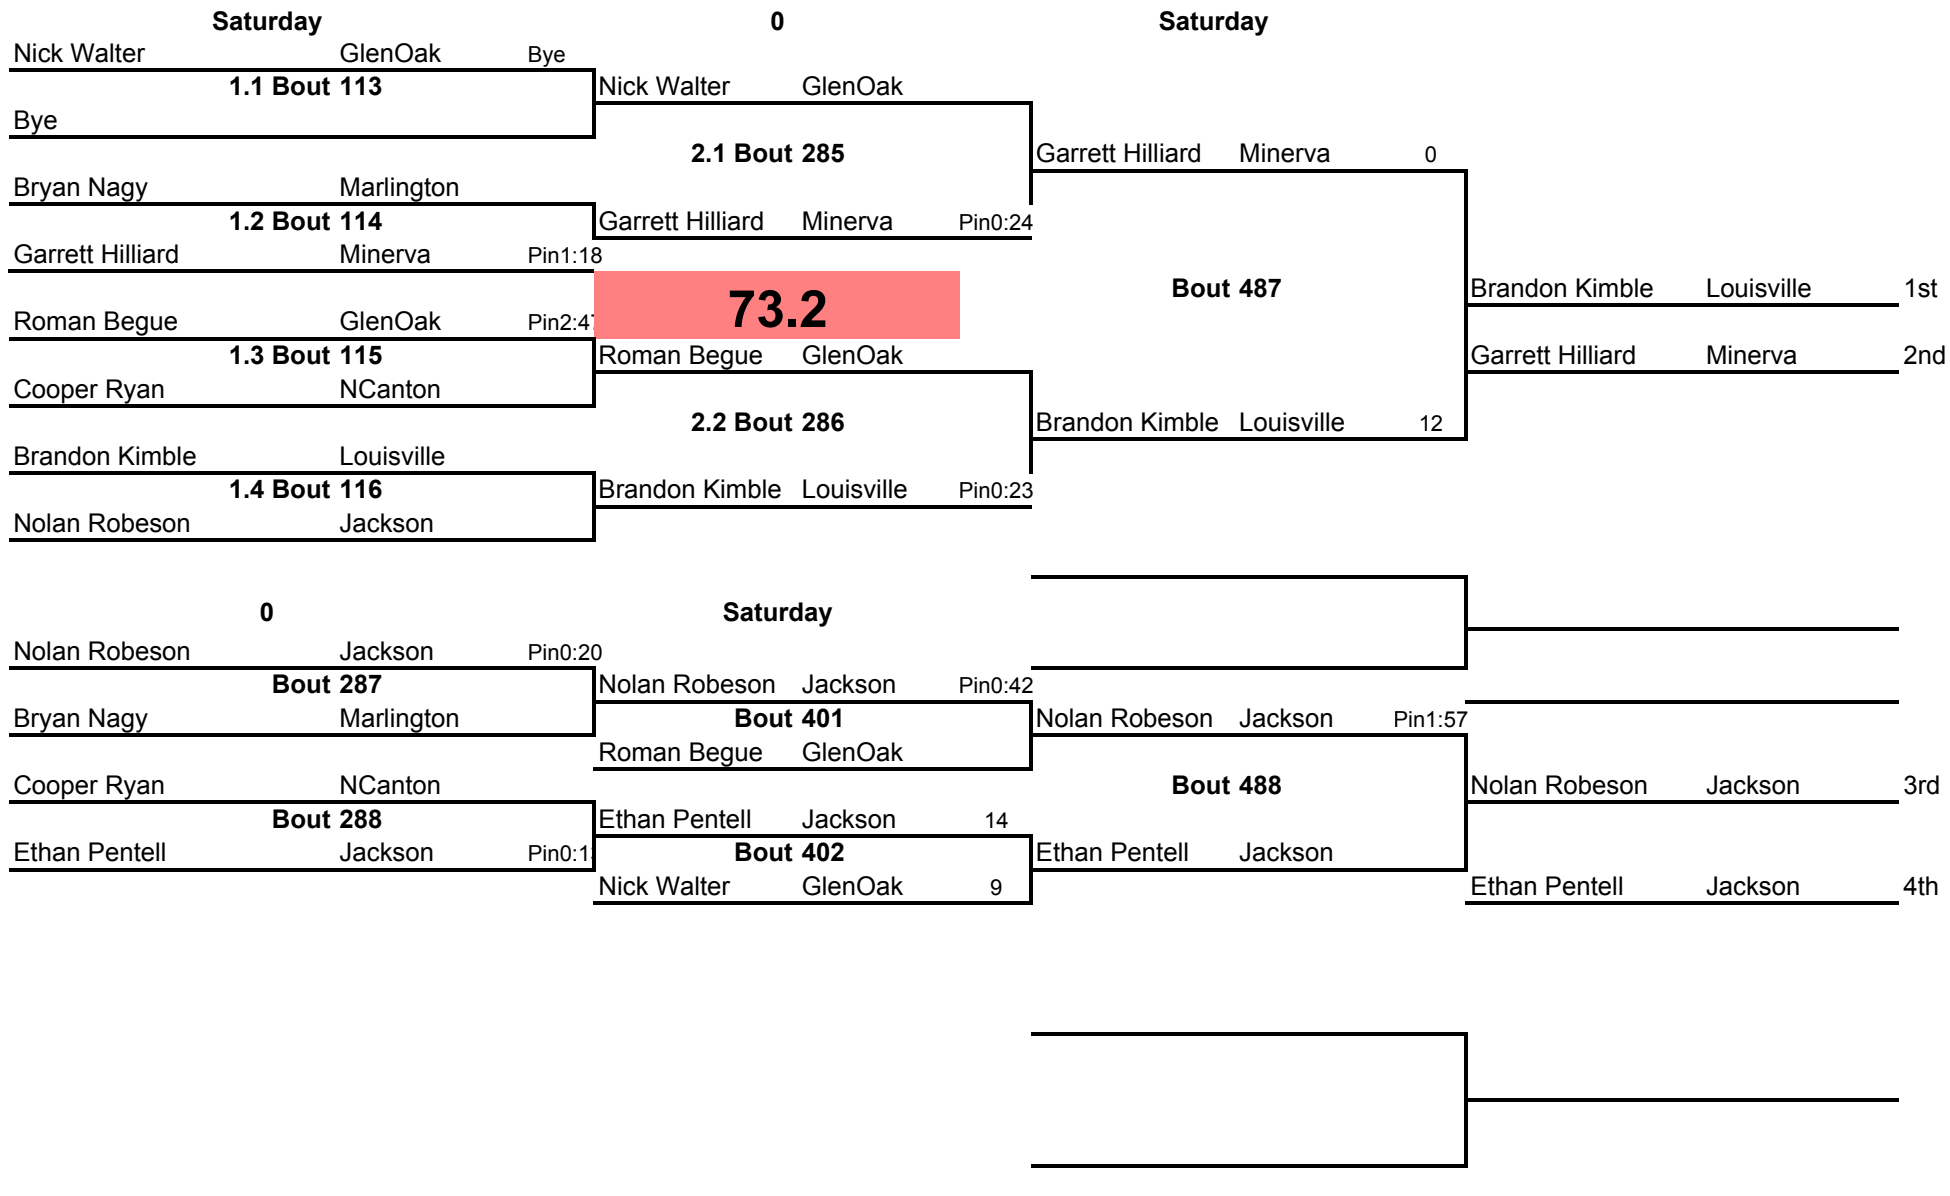 Saturday 0 Saturday
Nick Walter GlenOak Bye
1.1 Bout 113 Nick Walter GlenOak
Bye
2.1 Bout 285 Garrett Hilliard Minerva 0
Bryan Nagy Marlington
1.2 Bout 114 Garrett Hilliard Minerva Pin0:24
Garrett Hilliard Minerva Pin1:18
Bout 487 Brandon Kimble Louisville 1st
73.2
Roman Begue GlenOak
1.3 Bout 115 Roman Begue GlenOak Garrett Hilliard Minerva 2nd
Cooper Ryan NCanton
2.2 Bout 286 Brandon Kimble Louisville 12
Brandon Kimble Louisville
1.4 Bout 116 Brandon Kimble Louisville Pin0:23
Nolan Robeson Jackson
0 Saturday
Nolan Robeson Jackson Pin0:20
Bout 287 Nolan Robeson Jackson Pin0:42
Bryan Nagy Marlington Bout 401 Nolan Robeson Jackson Pin1:57
Roman Begue GlenOak
Cooper Ryan NCanton Bout 488 Nolan Robeson Jackson 3rd
Bout 288 Ethan Pentell Jackson 14
Ethan Pentell Jackson Bout 402 Ethan Pentell Jackson
Nick Walter GlenOak 9 Ethan Pentell Jackson 4th